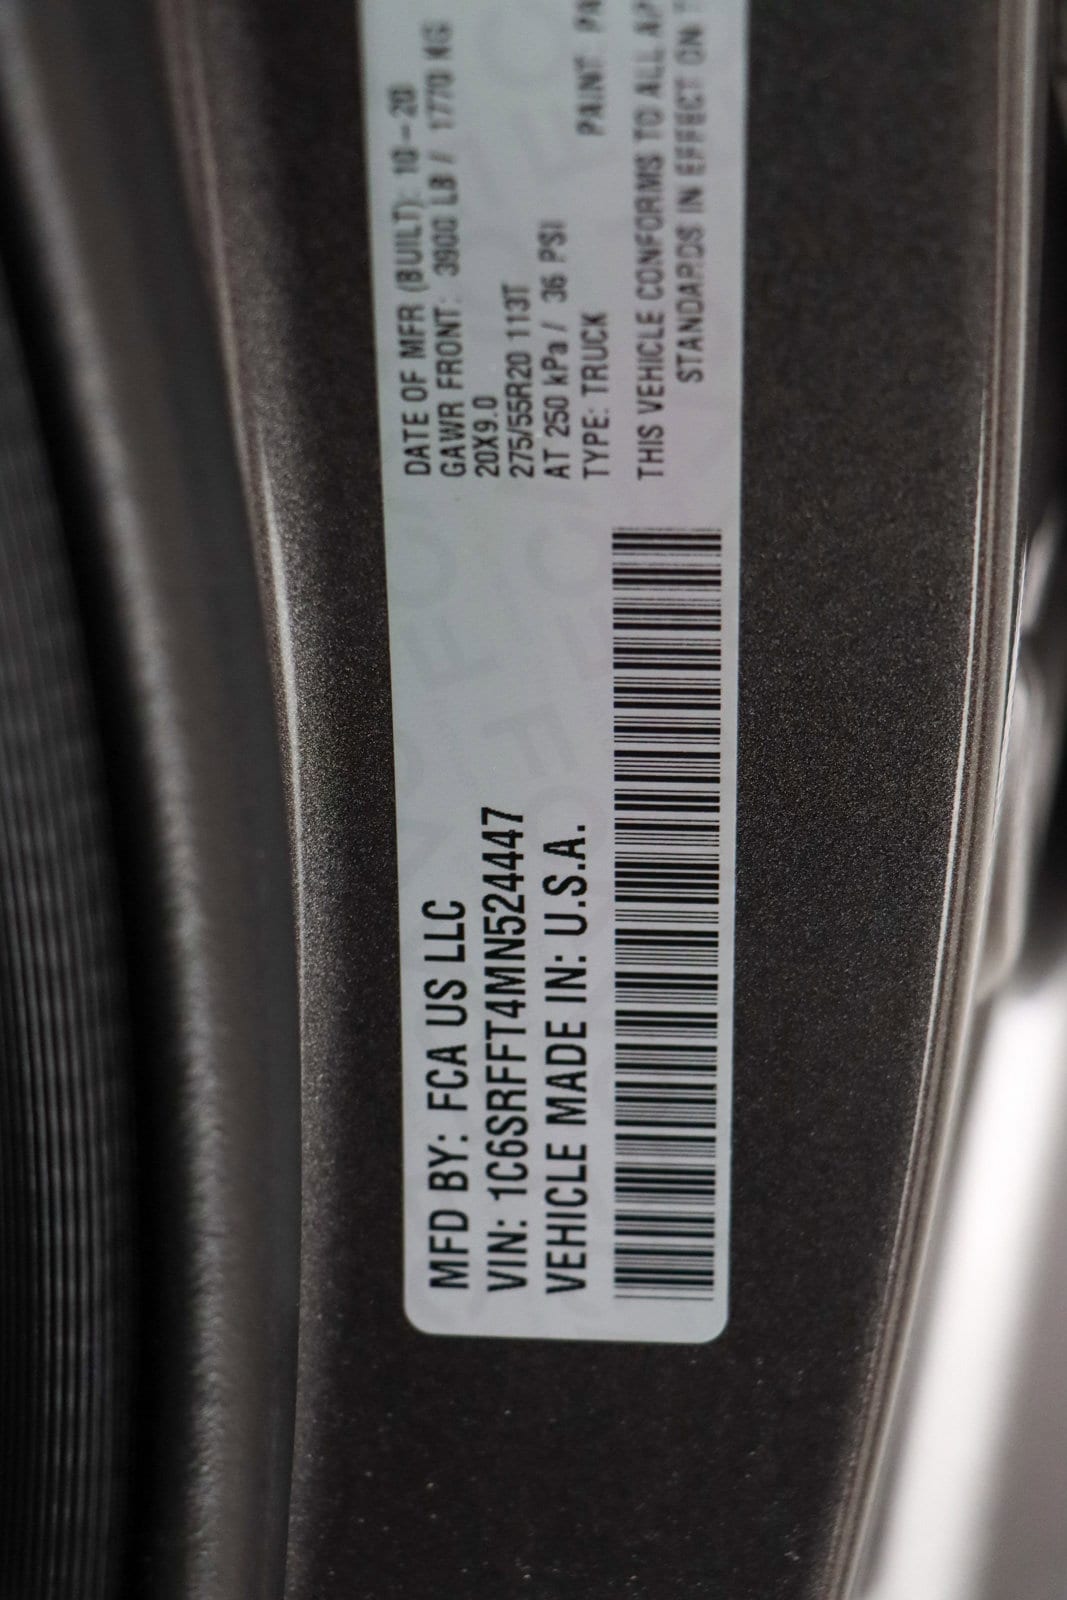 MFD BY: FCA US LLC
VIN: 1C6SRFFT4MN524447
VEHICLE MADE IN: U.S.A.
DATE OF MFR (BUILT): 10-20
GAWR FRONT: 3900 LB / 1770 KG
20X9.0
275/55R20 113T
AT 250 kPa / 36 PSI
TYPE: TRUCK PAINT:
THIS VEHICLE CONFORMS TO ALL
STANDARDS IN EFFECT ON